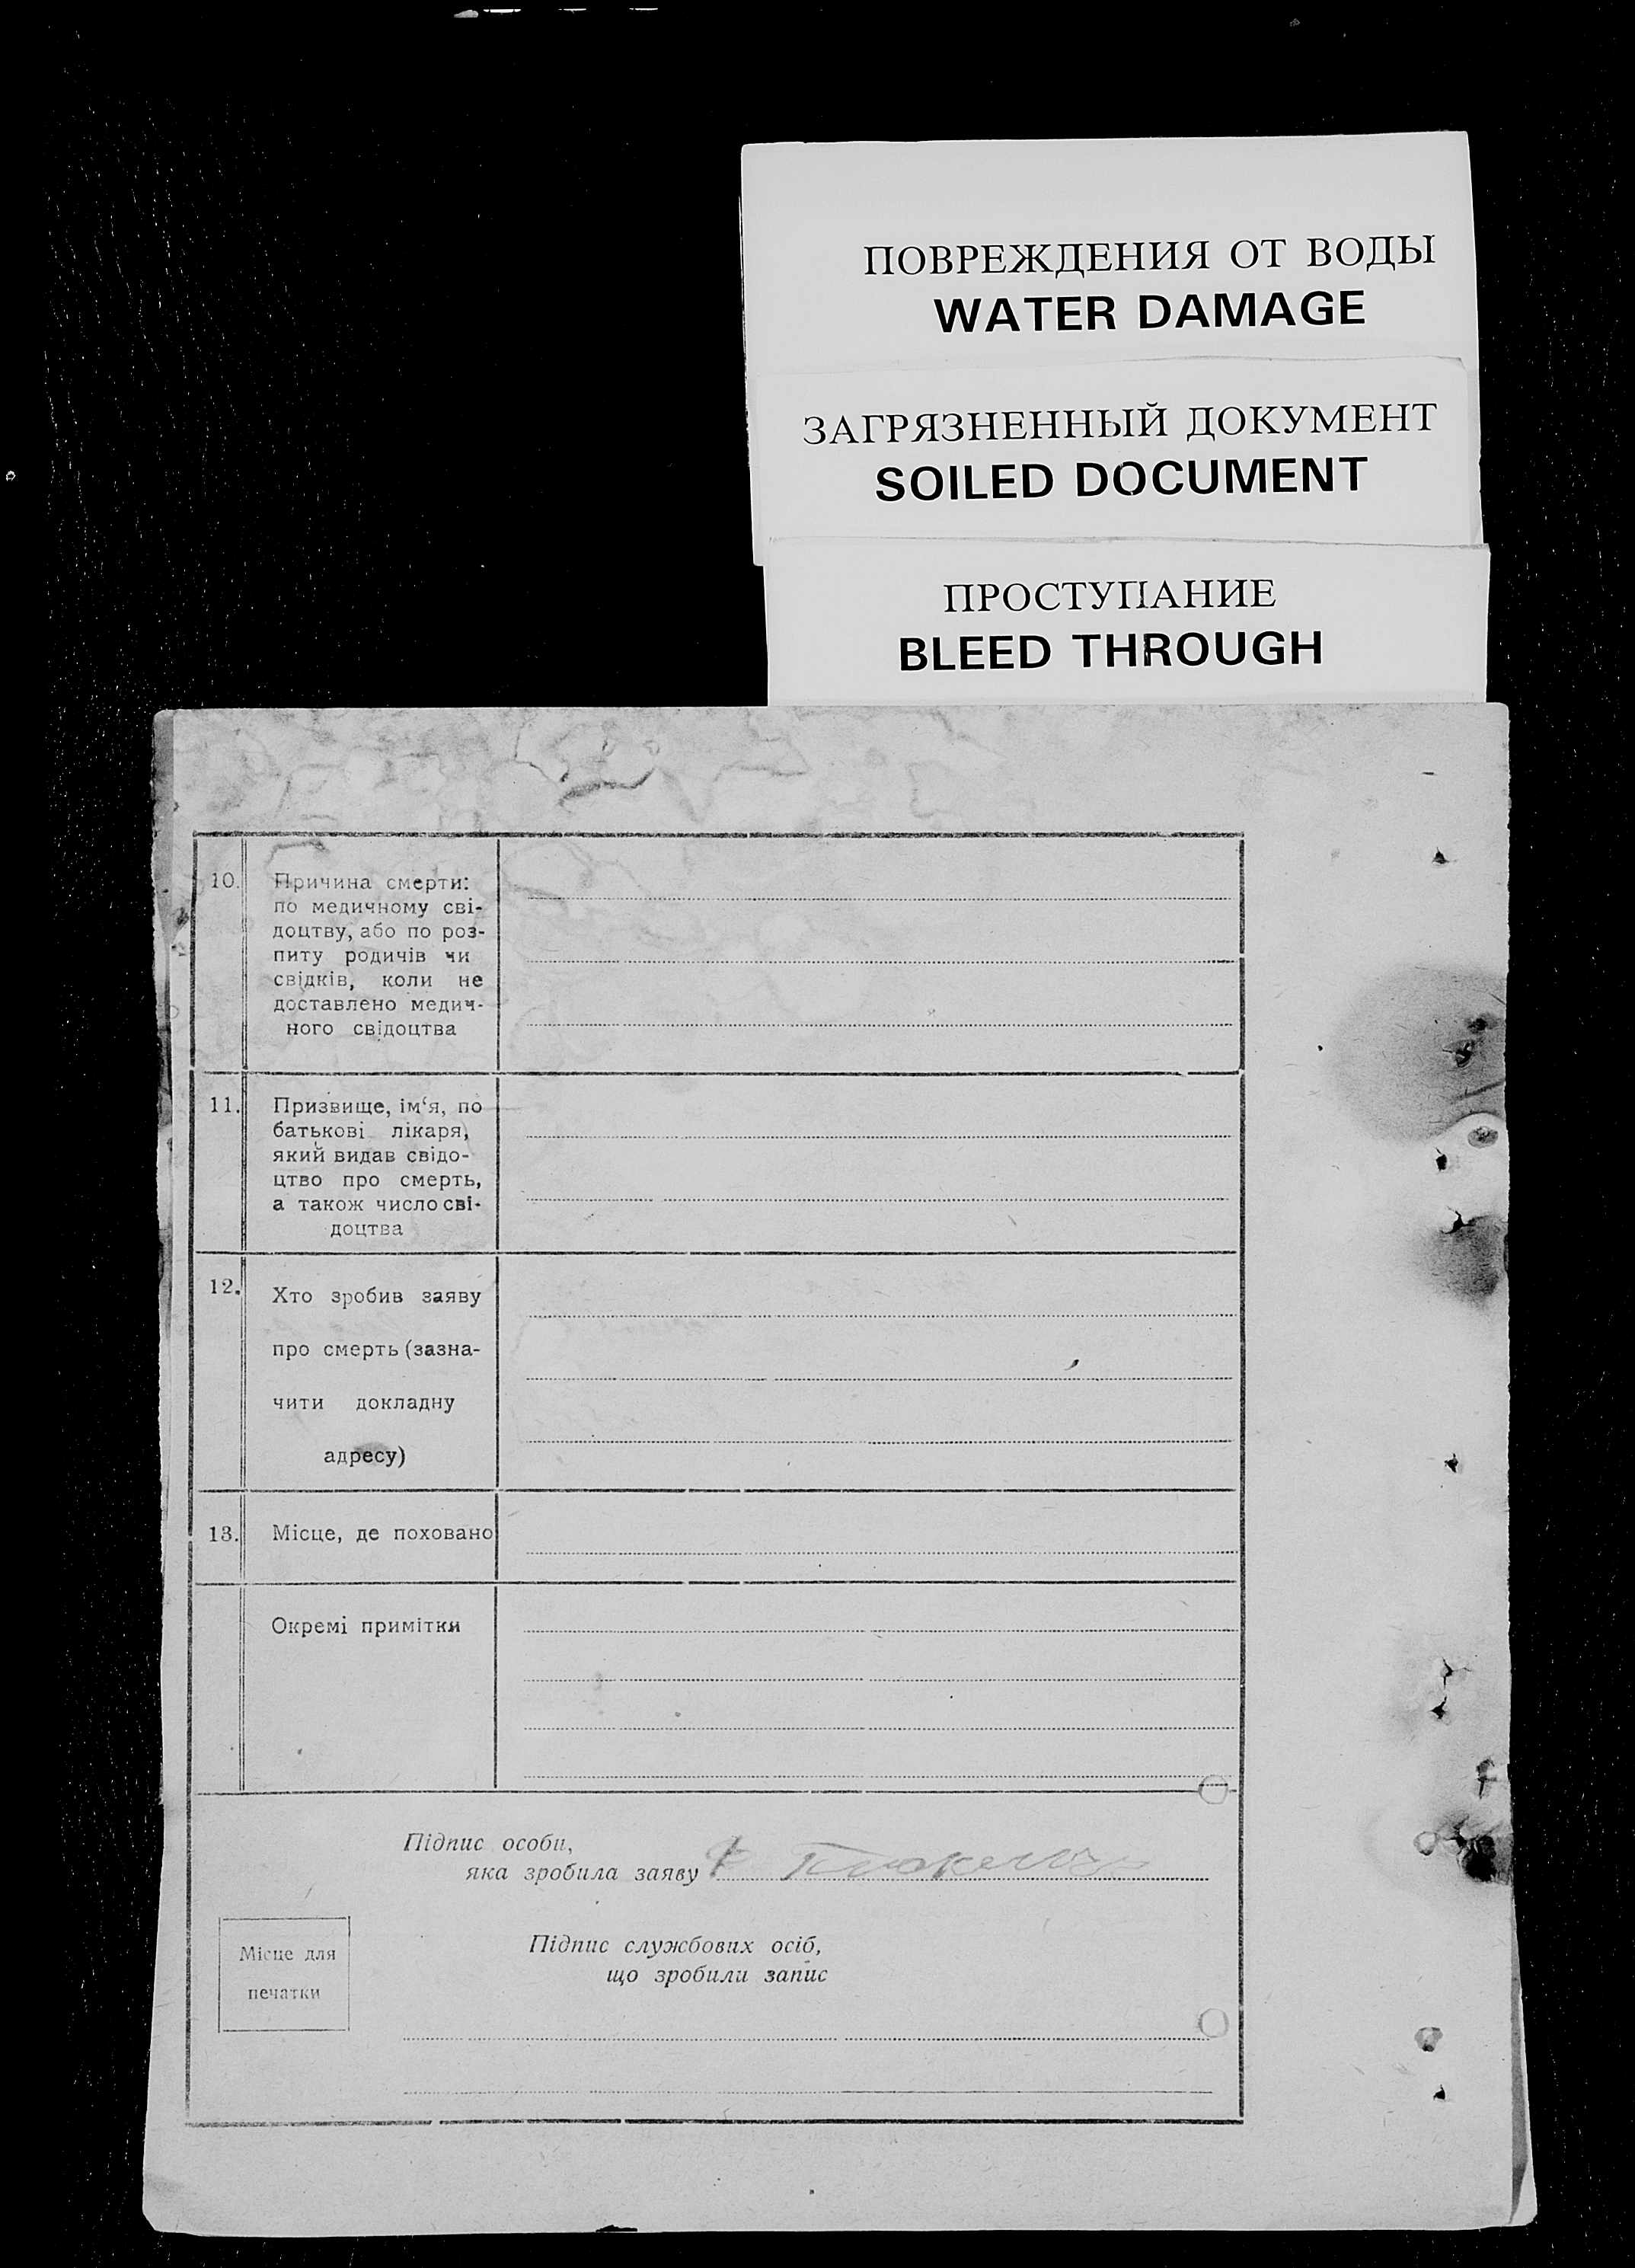 ПОВРЕЖДЕНИЯ ОТ ВОДЫ
WATER DAMAGE
ЗАГРЯЗНЕННЫЙ ДОКУМЕНТ
SOILED DOCUMENT
ПРОСТУПАНИЕ
BLEED THROUGH
10. Причина смерти:
по медичному сві-
доцтву, або по роз-
питу родичів чи
свідків, коли не
доставлено медич-
ного свідоцтва
11. Призвище, ім‘я, по
батькові лікаря,
який видав свідо-
цтво про смерть,
а також число сві-
доцтва
12. Хто зробив заяву
про смерть (зазна-
чити докладну
адресу)
13. Місце, де поховано
Окремі примітки
Підпис особи,
яка зробила заяву
Підпис службових осіб,
що зробили запис
Місце для
печатки